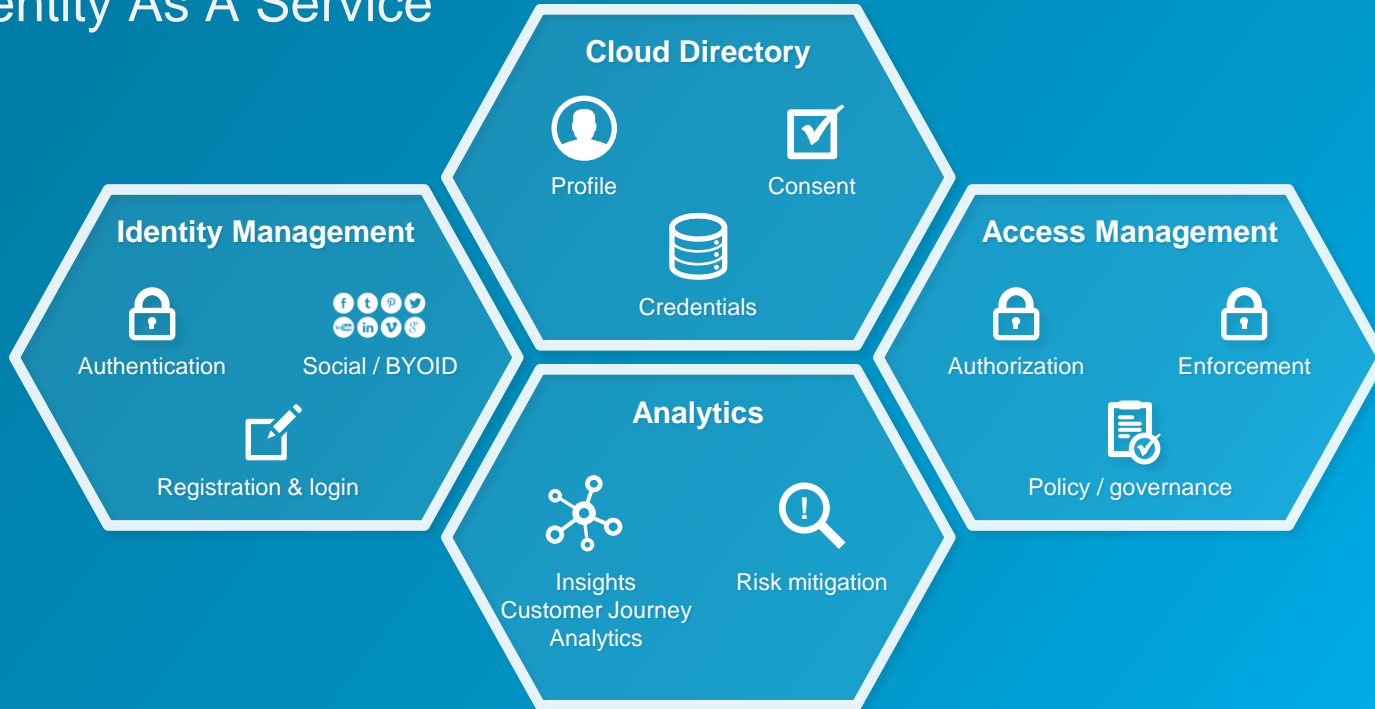 entity As A Service
Cloud Directory
Profile
Consent
Credentials
Identity Management
Authentication
Social / BYOID
Registration & login
Access Management
Authorization
Enforcement
Policy / governance
Analytics
!
Insights
Customer Journey
Analytics
Risk mitigation